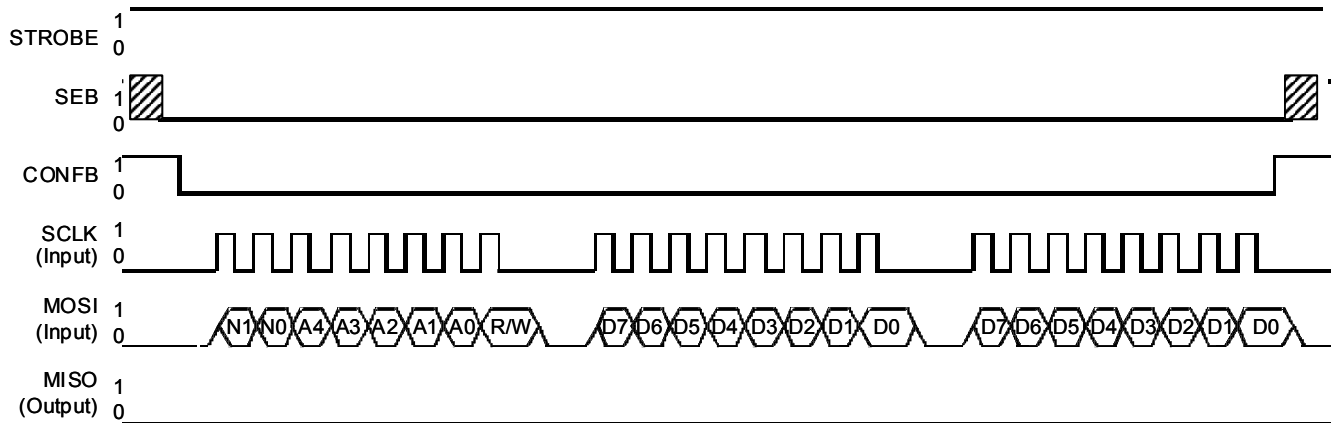 STROBE 1 0
SEB 1 0
CONFB 1 0
SCLK (Input) 1 0
MOSI (Input) 1 0 N1 N0 A4 A3 A2 A1 A0 R/W D7 D6 D5 D4 D3 D2 D1 D0 D7 D6 D5 D4 D3 D2 D1 D0
MISO (Output) 1 0